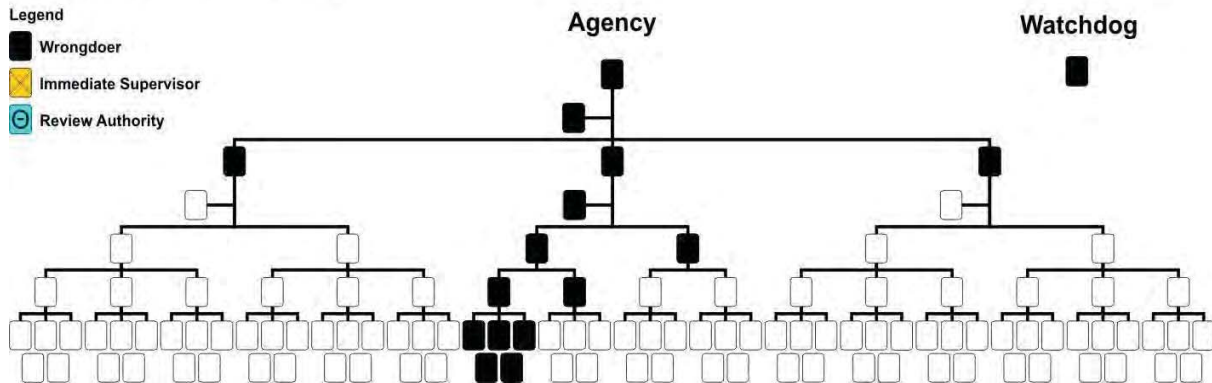 Legend
Wrongdoer
Immediate Supervisor
Review Authority
Agency
Watchdog